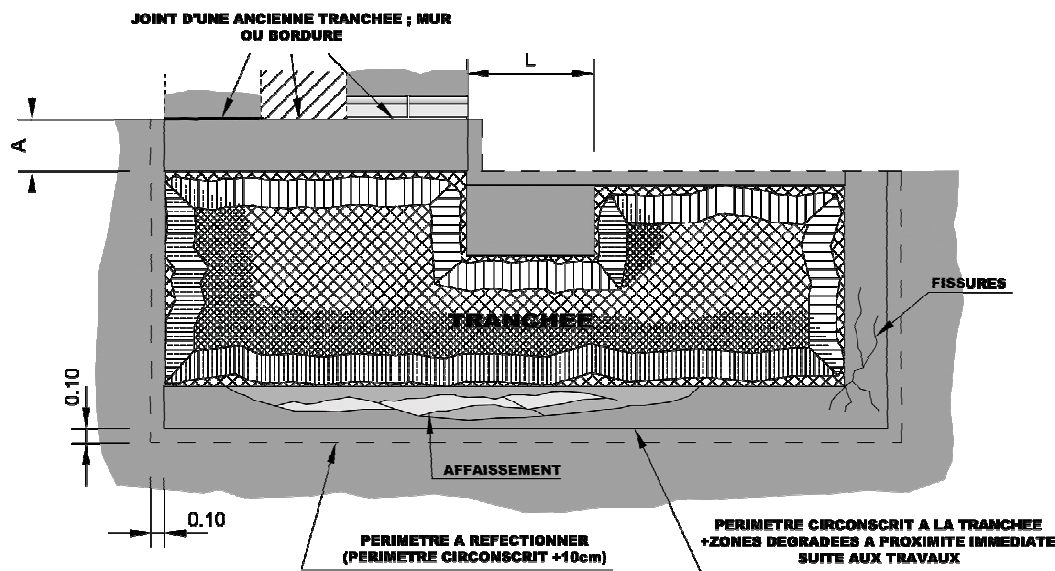 JOINT D'UNE ANCIENNE TRANCHEE ; MUR
OU BORDURE
L
A
FISSURES
TRANCHEE
0.10
AFFAISSEMENT
0.10
PERIMETRE A REFECTIONNER
(PERIMETRE CIRCONSCRIT +10cm)
PERIMETRE CIRCONSCRIT A LA TRANCHEE
+ZONES DEGRADEES A PROXIMITE IMMEDIATE
SUITE AUX TRAVAUX